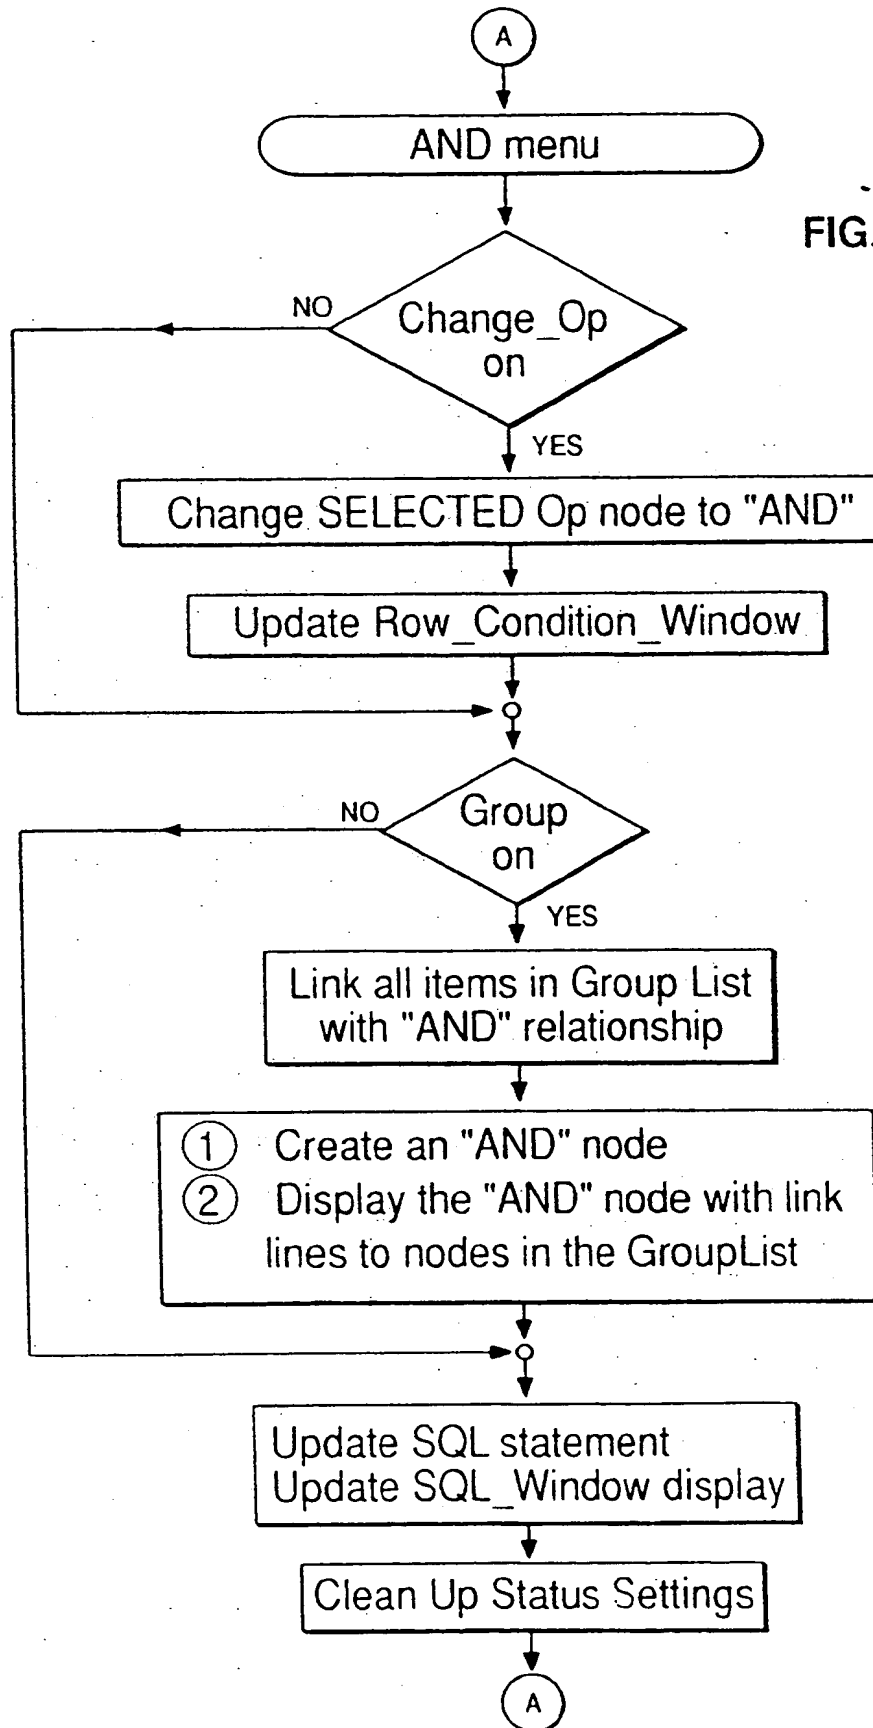 A
AND menu
FIG.
NO
Change_Op
on
YES
Change SELECTED Op node to "AND"
Update Row_Condition_Window
NO
Group
on
YES
Link all items in Group List
with "AND" relationship
1 Create an "AND" node
2 Display the "AND" node with link
lines to nodes in the GroupList
Update SQL statement
Update SQL_Window display
Clean Up Status Settings
A